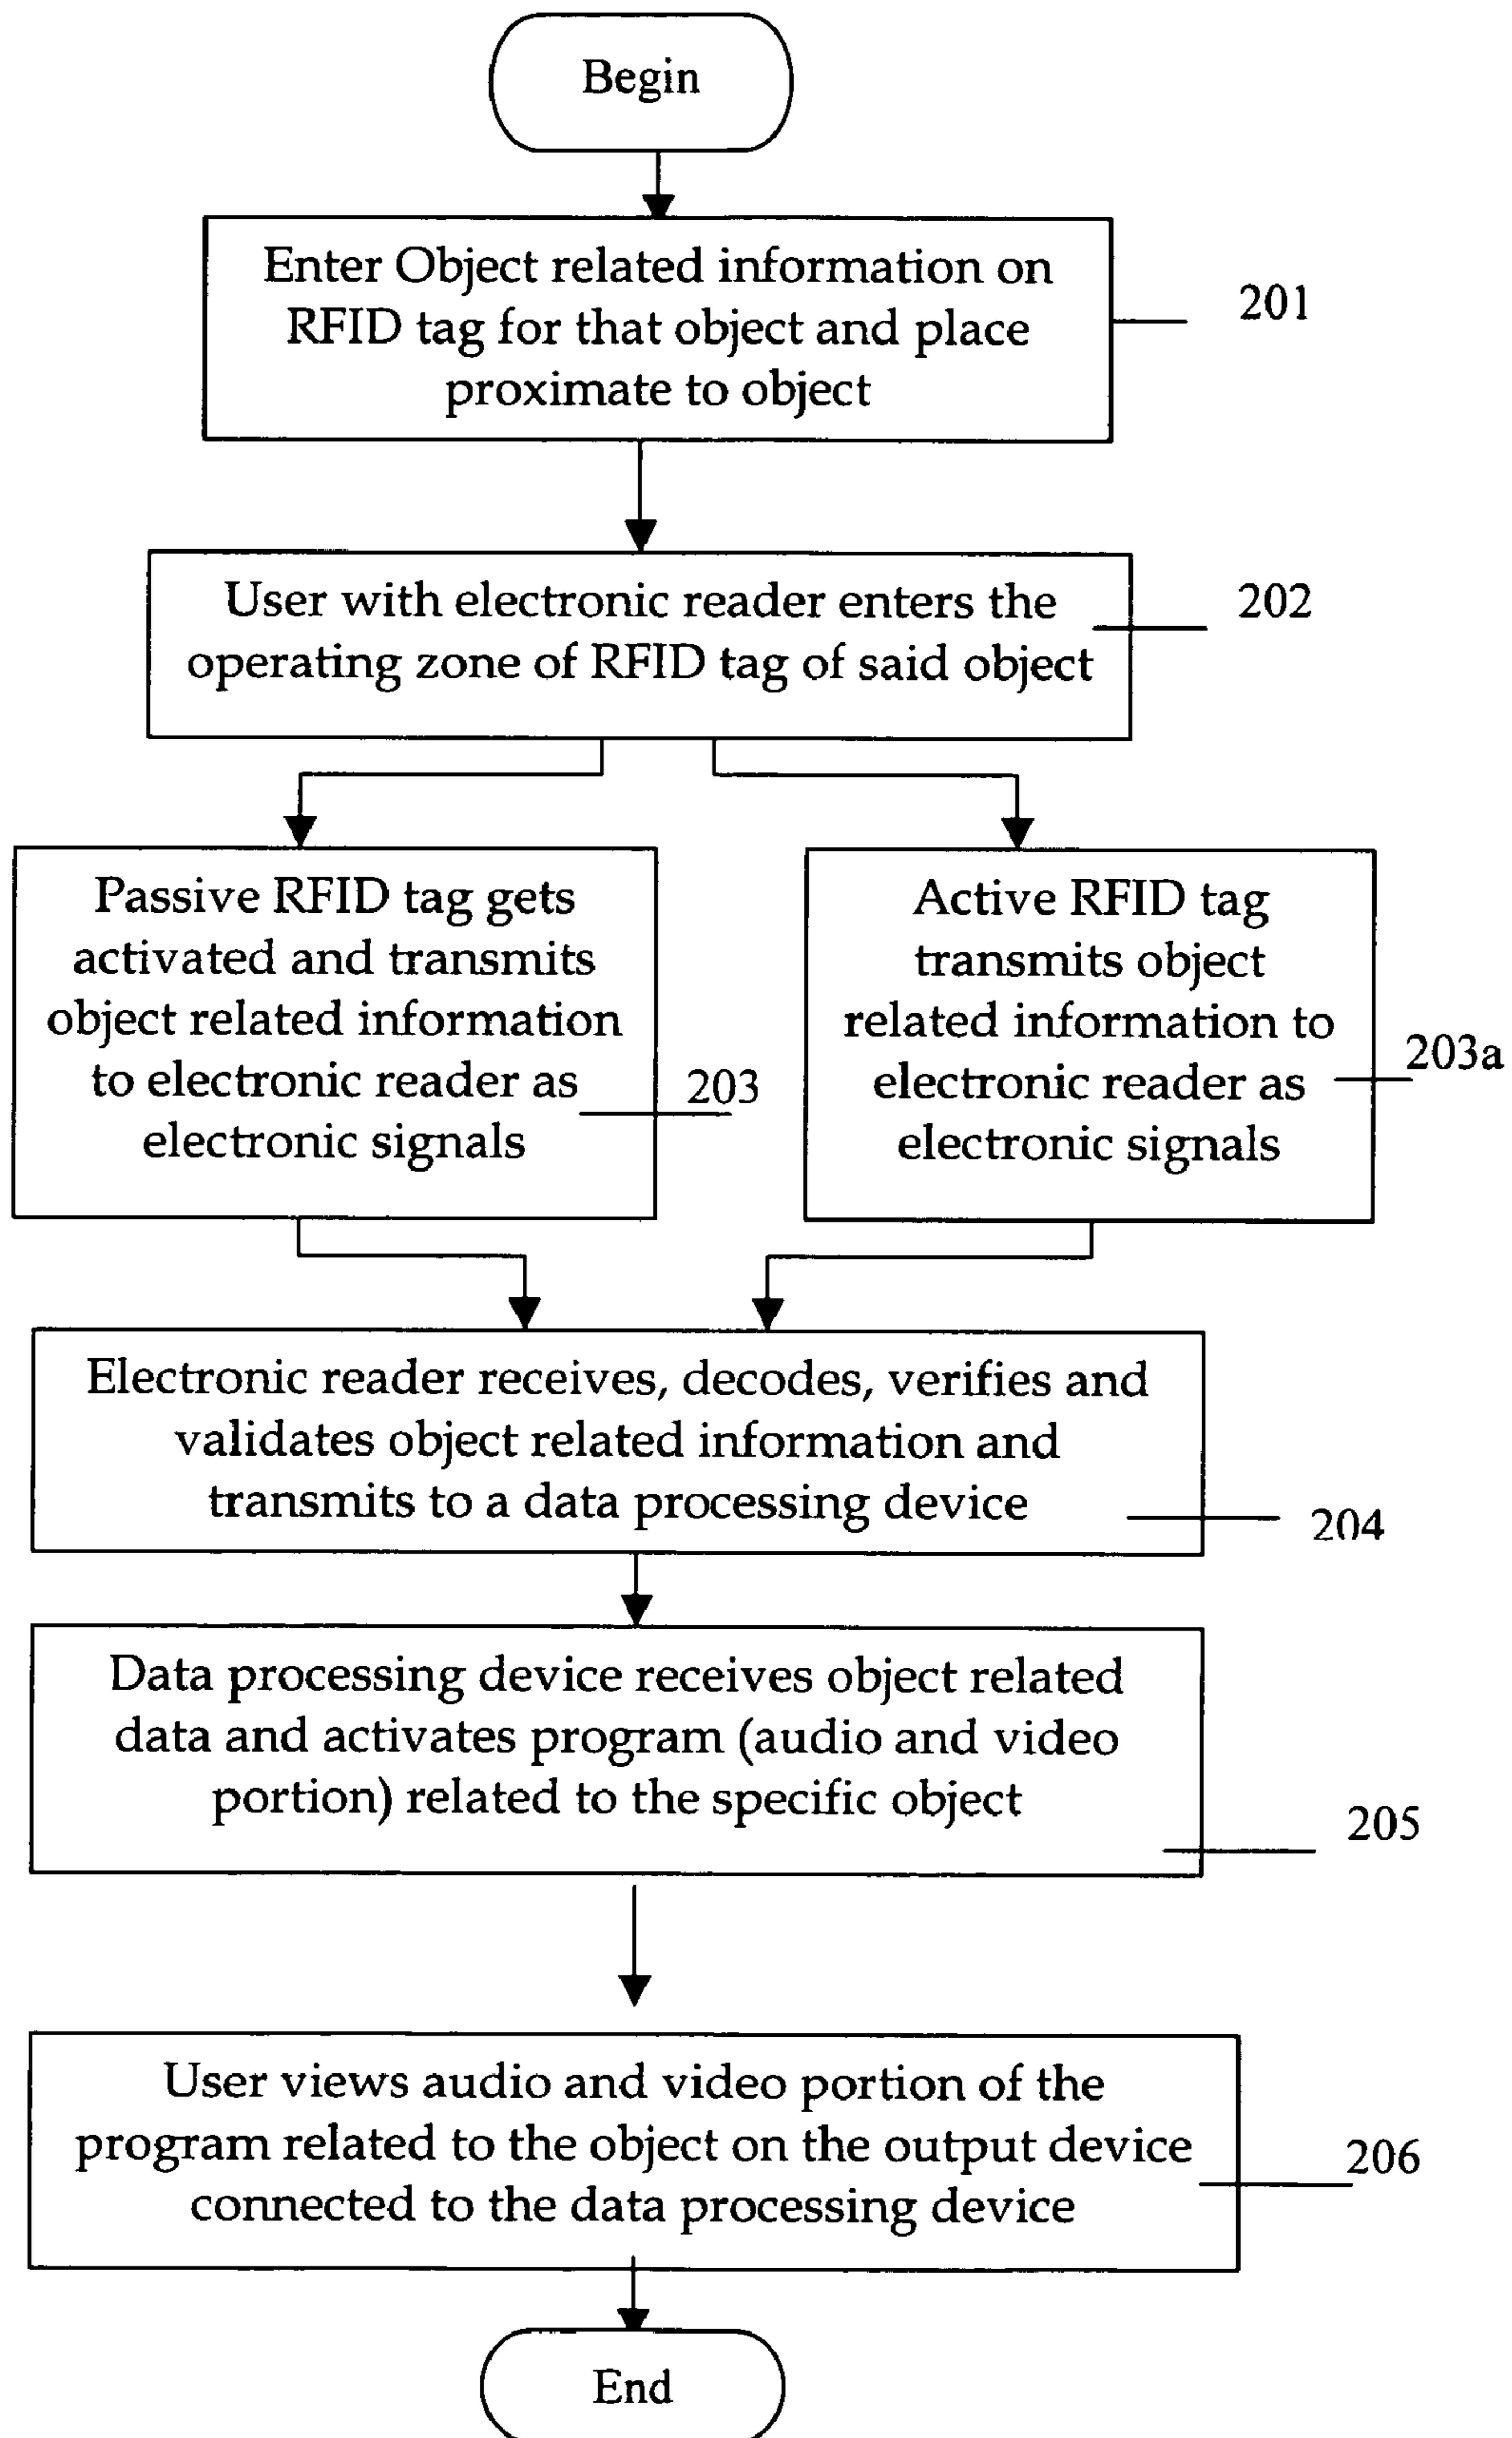 Begin
Enter Object related information on
RFID tag for that object and place
proximate to object
201
User with electronic reader enters the
operating zone of RFID tag of said object
202
Passive RFID tag gets
activated and transmits
object related information
to electronic reader as
electronic signals
203
Active RFID tag
transmits object
related information to
electronic reader as
electronic signals
203a
Electronic reader receives, decodes, verifies and
validates object related information and
transmits to a data processing device
204
Data processing device receives object related
data and activates program (audio and video
portion) related to the specific object
205
User views audio and video portion of the
program related to the object on the output device
connected to the data processing device
206
End